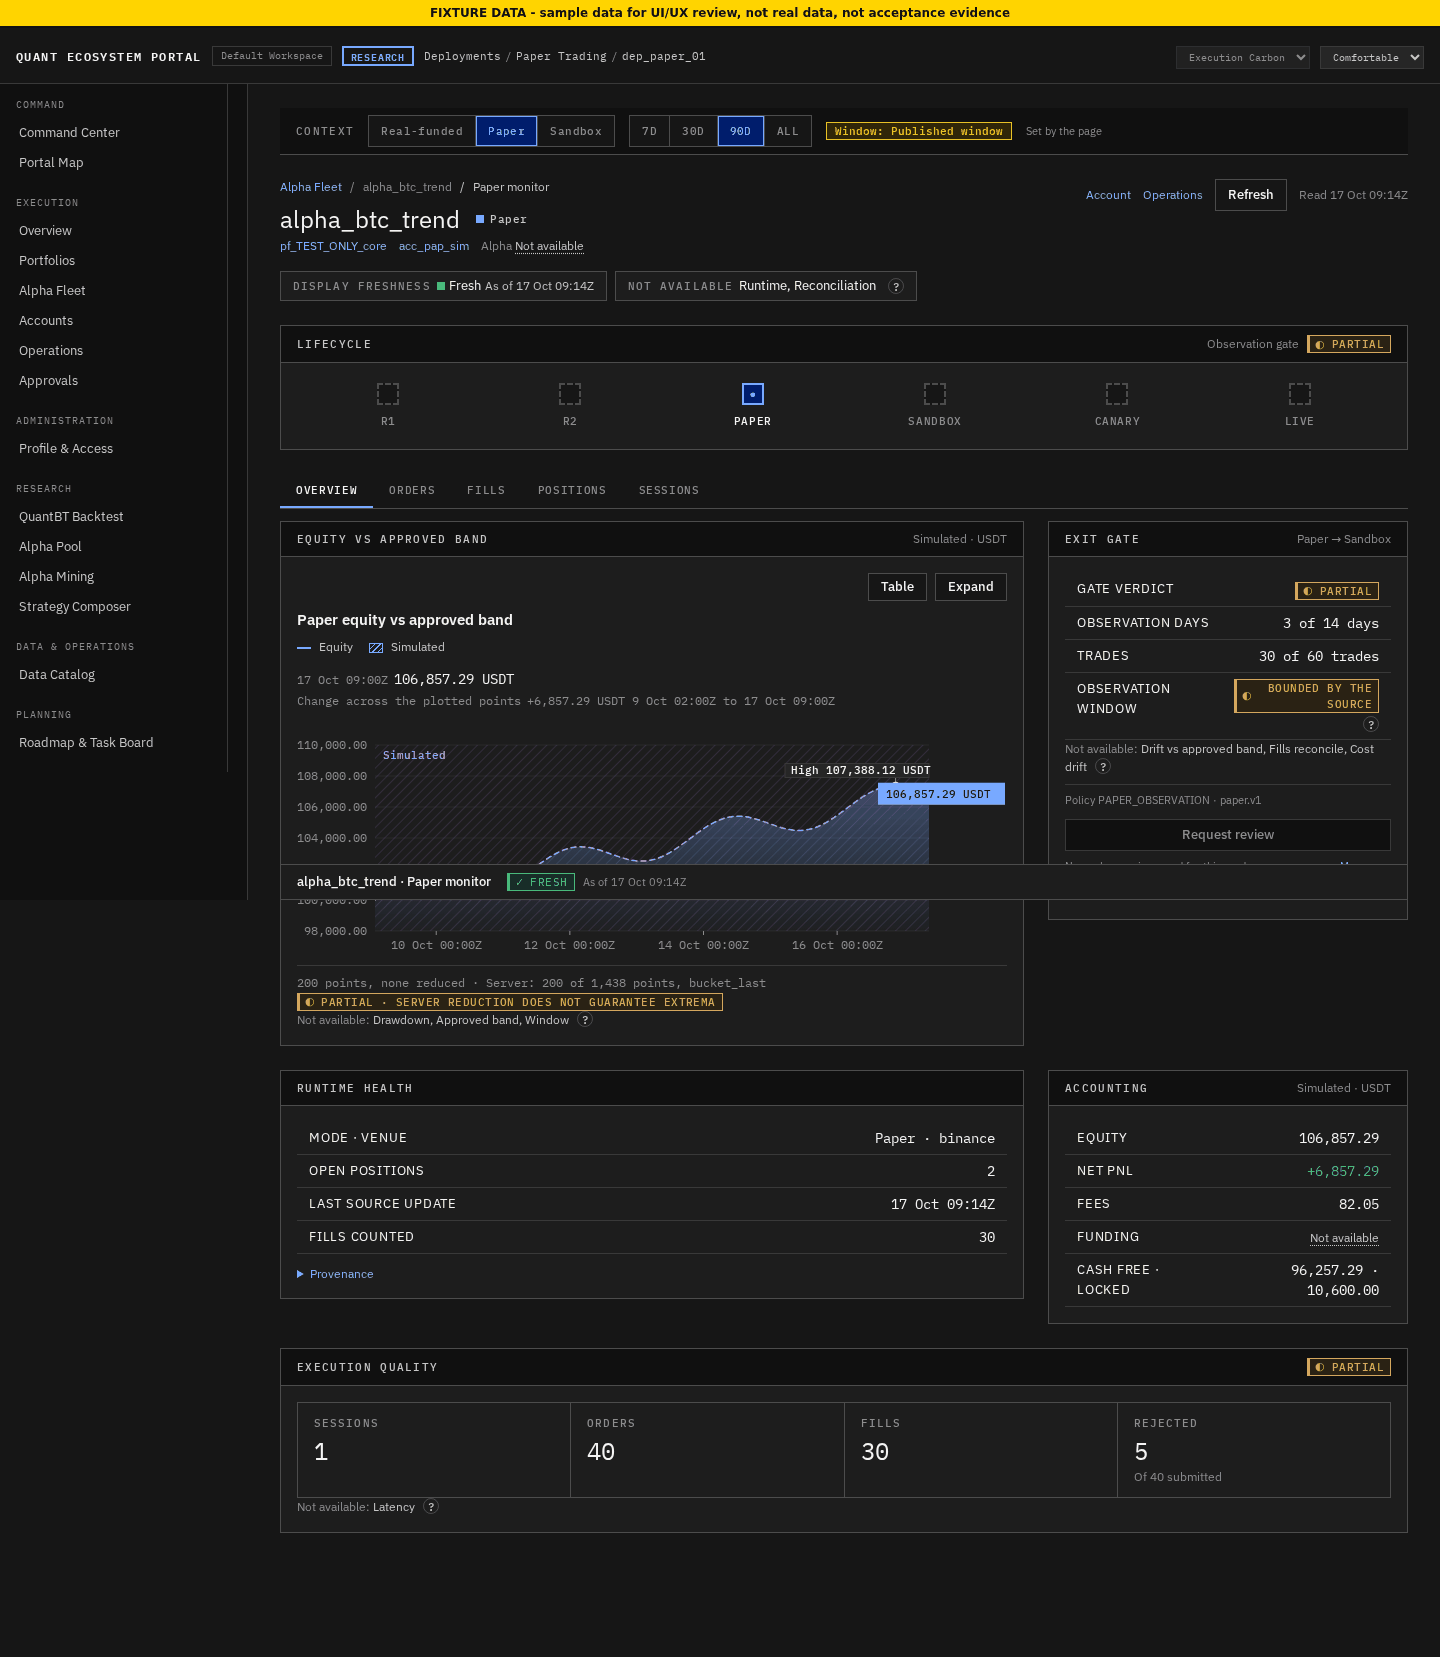 FIXTURE DATA - sample data for UI/UX review, not real data, not acceptance evidence
QUANT ECOSYSTEM PORTAL Default Workspace RESEARCH Deployments / Paper Trading / dep_paper_01 Execution Carbon Comfortable
COMMAND
Command Center
Portal Map
EXECUTION
Overview
Portfolios
Alpha Fleet
Accounts
Operations
Approvals
ADMINISTRATION
Profile & Access
RESEARCH
QuantBT Backtest
Alpha Pool
Alpha Mining
Strategy Composer
DATA & OPERATIONS
Data Catalog
PLANNING
Roadmap & Task Board
CONTEXT Real-funded Paper Sandbox 7D 30D 90D ALL Window: Published window Set by the page
Alpha Fleet / alpha_btc_trend / Paper monitor
Account Operations Refresh Read 17 Oct 09:14Z
alpha_btc_trend Paper
pf_TEST_ONLY_core acc_pap_sim Alpha Not available
DISPLAY FRESHNESS Fresh As of 17 Oct 09:14Z NOT AVAILABLE Runtime, Reconciliation ?
LIFECYCLE Observation gate PARTIAL
R1 R2 PAPER SANDBOX CANARY LIVE
OVERVIEW ORDERS FILLS POSITIONS SESSIONS
EQUITY VS APPROVED BAND Simulated · USDT
Table Expand
Paper equity vs approved band
Equity Simulated
17 Oct 09:00Z 106,857.29 USDT
Change across the plotted points +6,857.29 USDT 9 Oct 02:00Z to 17 Oct 09:00Z
110,000.00
108,000.00
106,000.00
104,000.00
Simulated
High 107,388.12 USDT
106,857.29 USDT
EXIT GATE Paper → Sandbox
GATE VERDICT PARTIAL
OBSERVATION DAYS 3 of 14 days
TRADES 30 of 60 trades
OBSERVATION WINDOW BOUNDED BY THE SOURCE ?
Not available: Drift vs approved band, Fills reconcile, Cost drift ?
Policy PAPER_OBSERVATION · paper.v1
Request review
alpha_btc_trend · Paper monitor ✓ FRESH As of 17 Oct 09:14Z
100,000.00
98,000.00
10 Oct 00:00Z 12 Oct 00:00Z 14 Oct 00:00Z 16 Oct 00:00Z
200 points, none reduced · Server: 200 of 1,438 points, bucket_last
PARTIAL · SERVER REDUCTION DOES NOT GUARANTEE EXTREMA
Not available: Drawdown, Approved band, Window ?
RUNTIME HEALTH
MODE · VENUE Paper · binance
OPEN POSITIONS 2
LAST SOURCE UPDATE 17 Oct 09:14Z
FILLS COUNTED 30
Provenance
ACCOUNTING Simulated · USDT
EQUITY 106,857.29
NET PNL +6,857.29
FEES 82.05
FUNDING Not available
CASH FREE · LOCKED 96,257.29 · 10,600.00
EXECUTION QUALITY PARTIAL
SESSIONS ORDERS FILLS REJECTED
1 40 30 5
Of 40 submitted
Not available: Latency ?